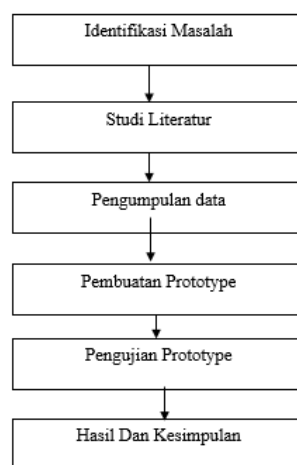 Identifikasi Masalah
Studi Literatur
Pengumpulan data
Pembuatan Prototype
Pengujian Prototype
Hasil Dan Kesimpulan